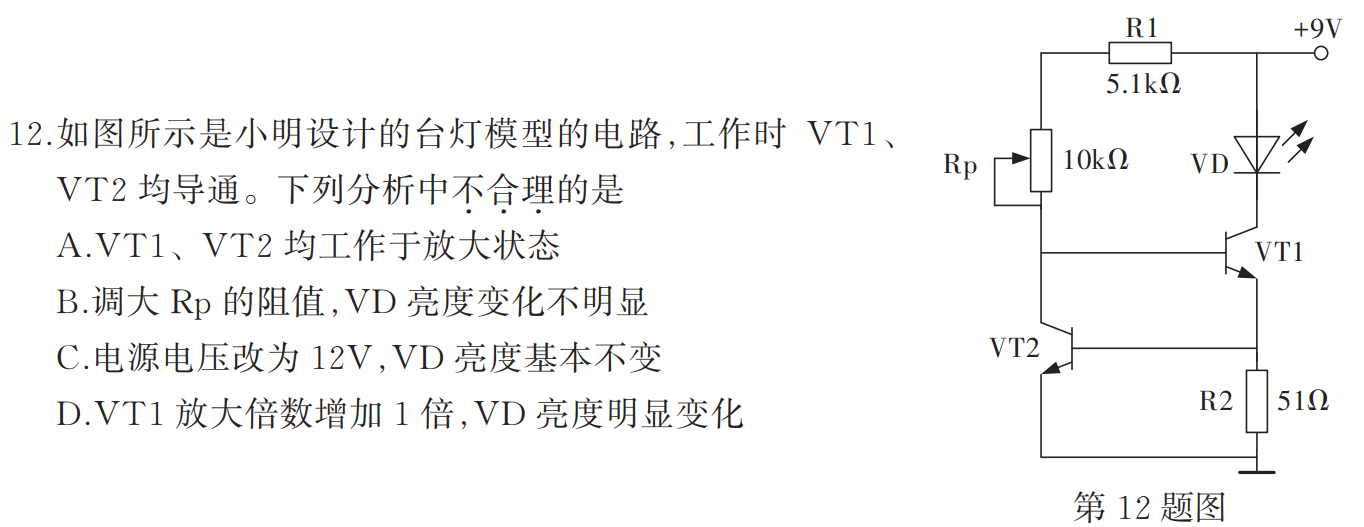 12.如图所示是小明设计的台灯模型的电路,工作时 VT1、
VT2 均导通。下列分析中不合理的是
A.VT1、VT2 均工作于放大状态
B.调大 Rp 的阻值,VD 亮度变化不明显
C.电源电压改为 12V,VD 亮度基本不变
D.VT1 放大倍数增加 1 倍,VD 亮度明显变化
R1
+9V
5.1kΩ
Rp
10kΩ
VD
VT1
VT2
R2
51Ω
第 12 题图